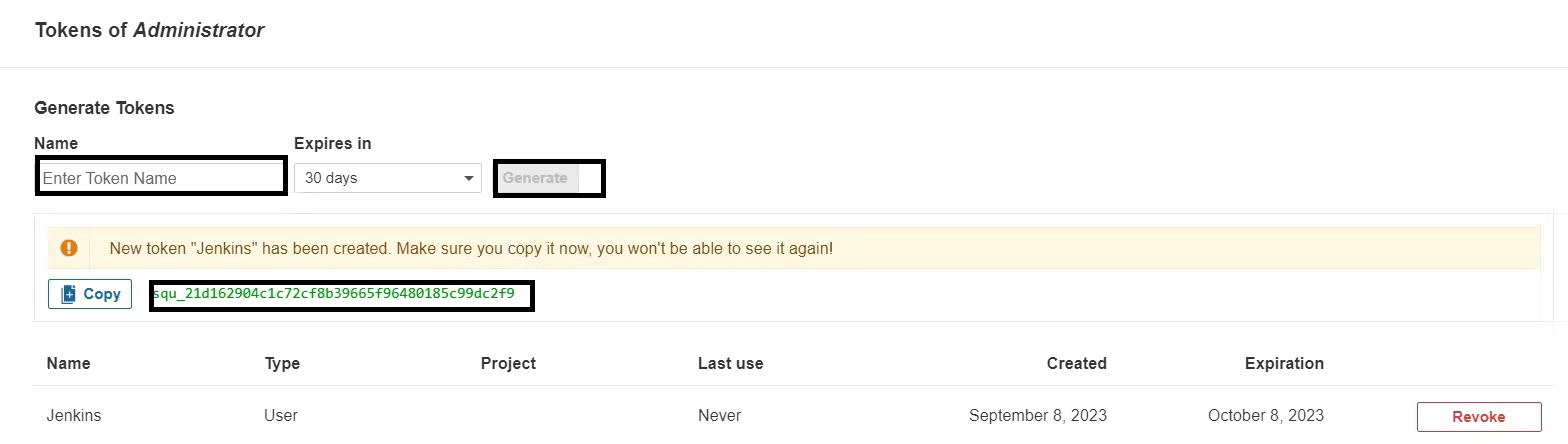 Tokens of Administrator
Generate Tokens
Name Expires in
Enter Token Name 30 days Generate
New token "Jenkins" has been created. Make sure you copy it now, you won't be able to see it again!
Copy squ_21d162904c1c72cf8b39665f96480185c99dc2f9
Name Type Project Last use Created Expiration
Jenkins User Never September 8, 2023 October 8, 2023 Revoke